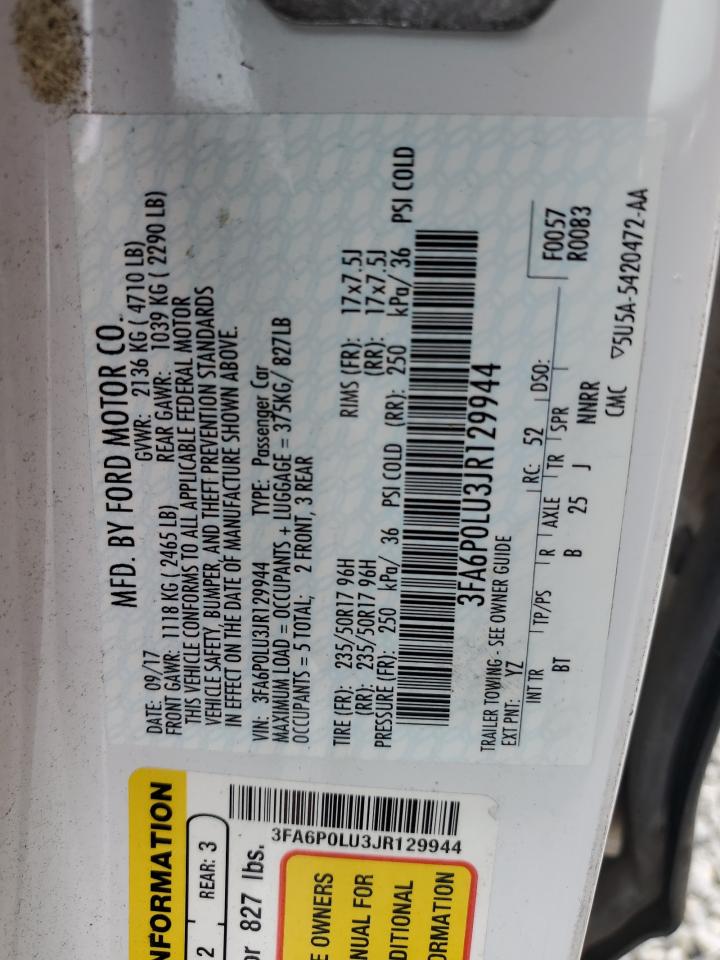 MFD. BY FORD MOTOR CO.
DATE: 09/17 GVWR: 2136 KG ( 4710 LB)
FRONT GAWR: 1118 KG ( 2465 LB) REAR GAWR: 1039 KG ( 2290 LB)
THIS VEHICLE CONFORMS TO ALL APPLICABLE FEDERAL MOTOR
VEHICLE SAFETY, BUMPER, AND THEFT PREVENTION STANDARDS
IN EFFECT ON THE DATE OF MANUFACTURE SHOWN ABOVE.
VIN: 3FA6P0LU3JR129944 TYPE: Passenger Car
MAXIMUM LOAD = OCCUPANTS + LUGGAGE = 375KG/ 827LB
OCCUPANTS = 5 TOTAL; 2 FRONT, 3 REAR
TIRE (FR): 235/50R17 96H RIMS (FR): 17x7.5J
(RR): 235/50R17 96H (RR): 17x7.5J
PRESSURE (FR): 250 kPa/ 36 PSI COLD (RR): 250 kPa/ 36 PSI COLD
3FA6P0LU3JR129944
TRAILER TOWING - SEE OWNER GUIDE
EXT PNT: YZ RC: 52 DSO: F0057
R0083
INT TR TP/PS R AXLE TR SPR
BT B 25 J NNRR
CMC ▽5U5A-5420472-AA
NFORMATION
2 REAR: 3
or 827 lbs.
3FA6P0LU3JR129944
E OWNERS
ANUAL FOR
DITIONAL
ORMATION